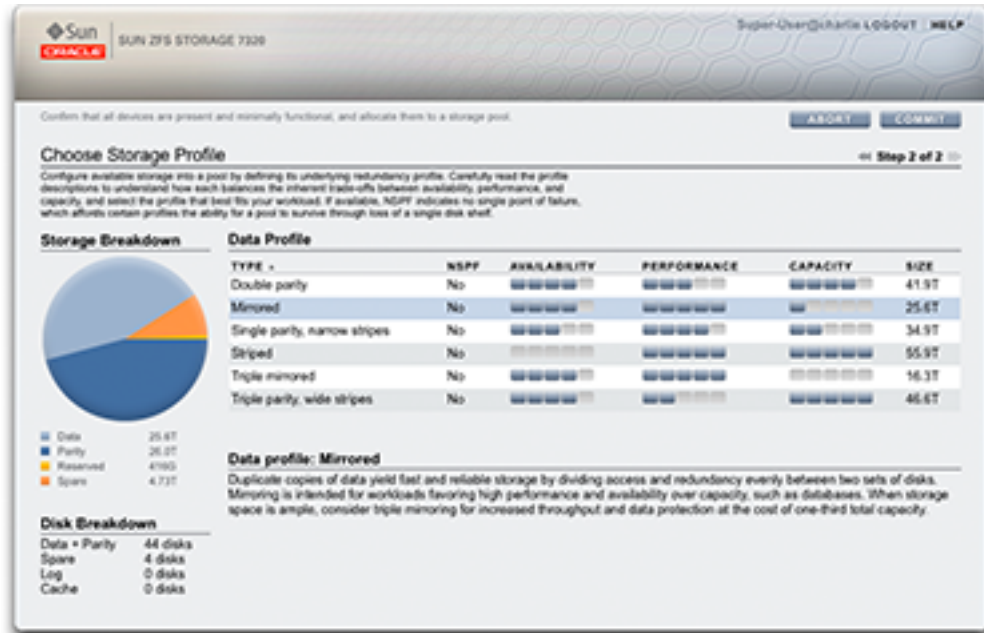 Sun
ORACLE
SUN ZFS STORAGE 7320
Super-User@charlie LOGOUT HELP
Confirm that all devices are present and minimally functional, and allocate them to a storage pool.
ABORT COMMIT
Choose Storage Profile
Step 2 of 2
Configure available storage into a pool by defining its underlying redundancy profile. Carefully read the profile
descriptions to understand how each balances the inherent trade-offs between availability, performance, and
capacity, and select the profile that best fits your workload. If available, NSPF indicates no single point of failure,
which affords certain profiles the ability for a pool to survive through loss of a single disk shelf.
Storage Breakdown
Data 25.6T
Parity 26.0T
Reserved 416G
Spare 4.73T
Disk Breakdown
Data + Parity 44 disks
Spare 4 disks
Log 0 disks
Cache 0 disks
Data Profile
TYPE NSPF AVAILABILITY PERFORMANCE CAPACITY SIZE
Double parity No 41.9T
Mirrored No 25.6T
Single parity, narrow stripes No 34.9T
Striped No 55.9T
Triple mirrored No 16.3T
Triple parity, wide stripes No 46.6T
Data profile: Mirrored
Duplicate copies of data yield fast and reliable storage by dividing access and redundancy evenly between two sets of disks.
Mirroring is intended for workloads favoring high performance and availability over capacity, such as databases. When storage
space is ample, consider triple mirroring for increased throughput and data protection at the cost of one-third total capacity.